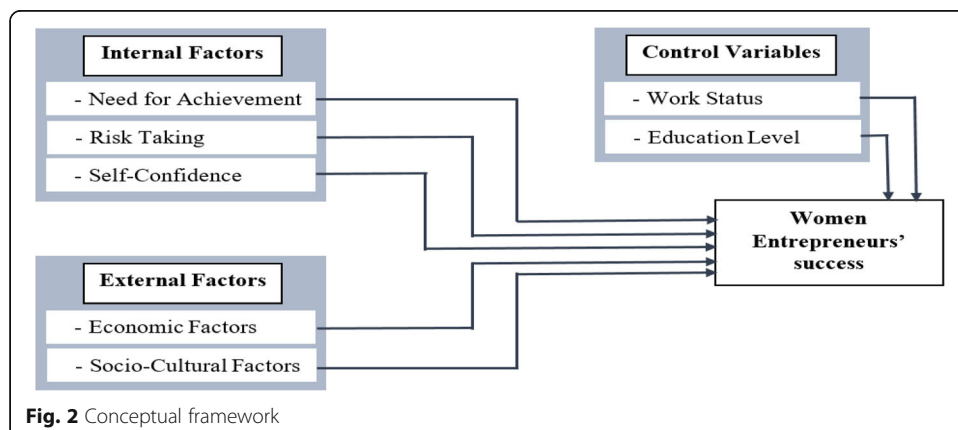 Internal Factors
- Need for Achievement
- Risk Taking
- Self-Confidence
Control Variables
- Work Status
- Education Level
Women
Entrepreneurs’
success
External Factors
- Economic Factors
- Socio-Cultural Factors
Fig. 2 Conceptual framework